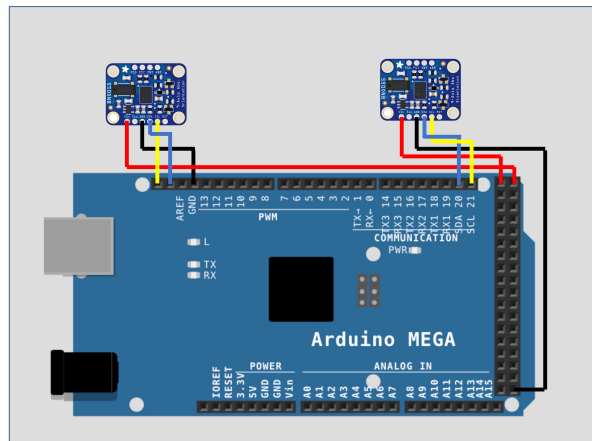 BNO055
BNO055
AREF
GND
13
12
11
10
9
8
7
6
5
4
3
2
1
0
TX→
RX←
TX3 14
RX3 15
TX2 16
RX2 17
TX1 18
RX1 19
SDA 20
SCL 21
PWM
COMMUNICATION
L
PWR
TX
RX
Arduino MEGA
POWER
ANALOG IN
IOREF
RESET
3.3V
5V
GND
GND
Vin
A0
A1
A2
A3
A4
A5
A6
A7
A8
A9
A10
A11
A12
A13
A14
A15